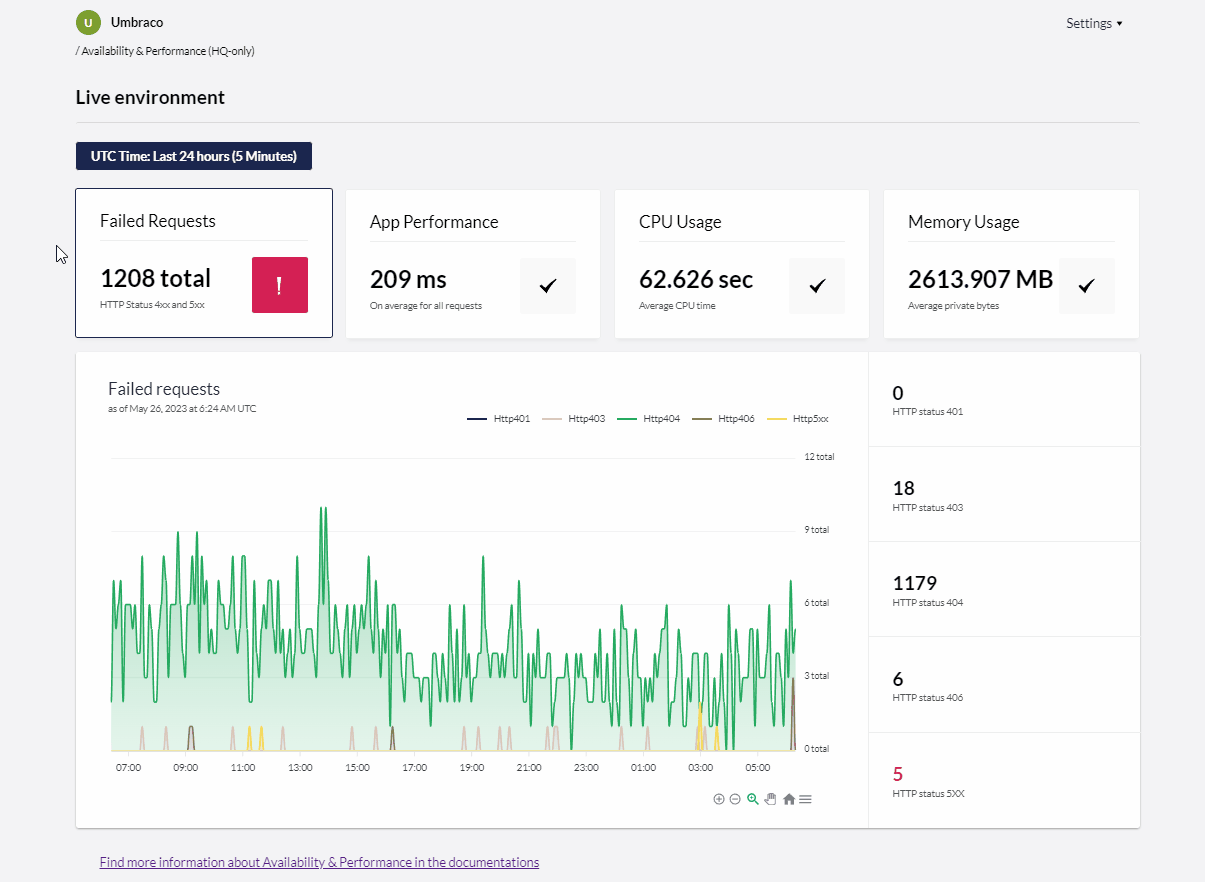 U Umbraco
Settings ▾
/ Availability & Performance (HQ-only)
Live environment
UTC Time: Last 24 hours (5 Minutes)
Failed Requests
1208 total
HTTP Status 4xx and 5xx
!
App Performance
209 ms
On average for all requests
CPU Usage
62.626 sec
Average CPU time
Memory Usage
2613.907 MB
Average private bytes
Failed requests
as of May 26, 2023 at 6:24 AM UTC
Http401 Http403 Http404 Http406 Http5xx
12 total
9 total
6 total
3 total
0 total
07:00 09:00 11:00 13:00 15:00 17:00 19:00 21:00 23:00 01:00 03:00 05:00
0
HTTP status 401
18
HTTP status 403
1179
HTTP status 404
6
HTTP status 406
5
HTTP status 5XX
Find more information about Availability & Performance in the documentations